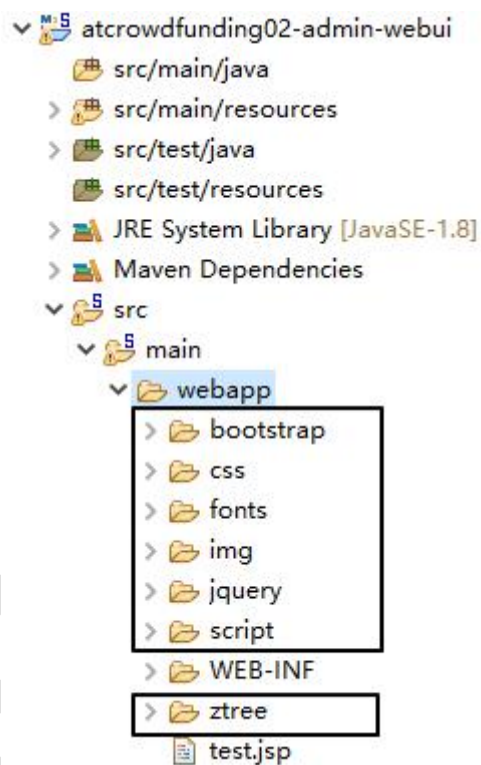 atcrowdfunding02-admin-webui
src/main/java
src/main/resources
src/test/java
src/test/resources
JRE System Library [JavaSE-1.8]
Maven Dependencies
src
main
webapp
bootstrap
css
fonts
img
jquery
script
WEB-INF
ztree
test.jsp